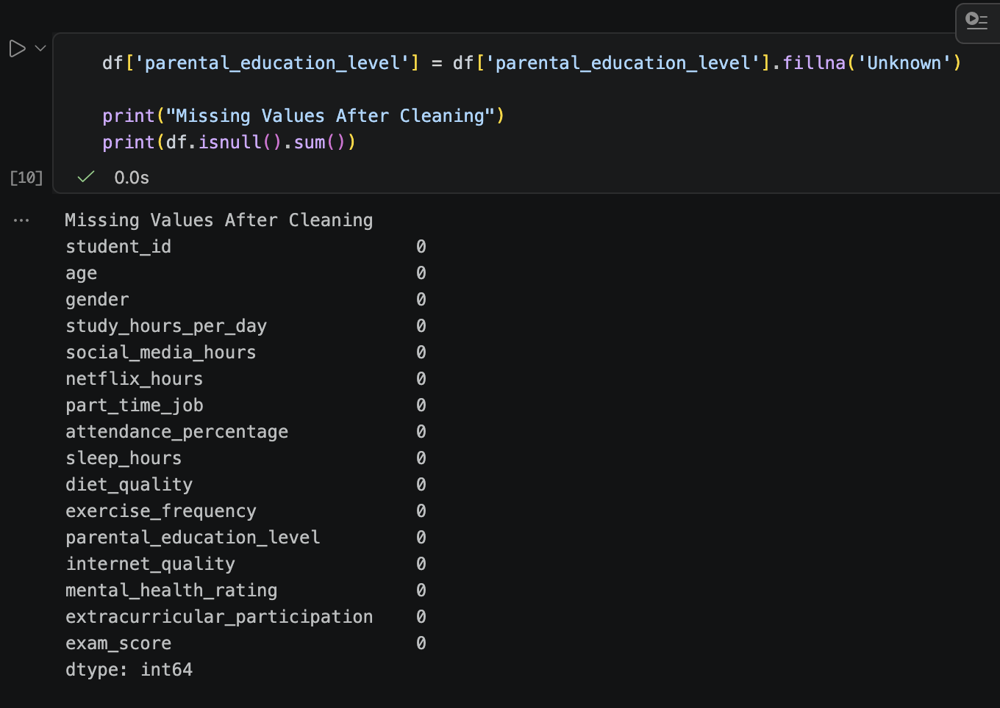 df['parental_education_level'] = df['parental_education_level'].fillna('Unknown')
print("Missing Values After Cleaning")
print(df.isnull().sum())
[10]
0.0s
Missing Values After Cleaning
student_id 0
age 0
gender 0
study_hours_per_day 0
social_media_hours 0
netflix_hours 0
part_time_job 0
attendance_percentage 0
sleep_hours 0
diet_quality 0
exercise_frequency 0
parental_education_level 0
internet_quality 0
mental_health_rating 0
extracurricular_participation 0
exam_score 0
dtype: int64